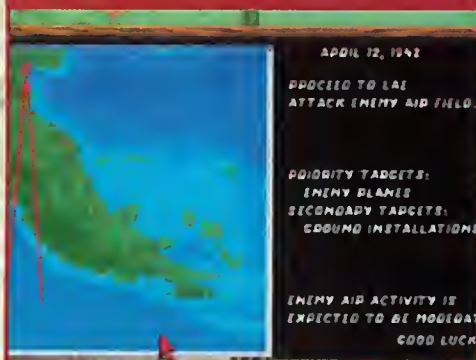 APRIL 12, 1942
PROCEED TO LAE
ATTACK ENEMY AIR FIELD.
PRIORITY TARGETS:
ENEMY PLANES
SECONDARY TARGETS:
GROUND INSTALLATIONS
ENEMY AIR ACTIVITY IS
EXPECTED TO BE MODERAT
GOOD LUCK